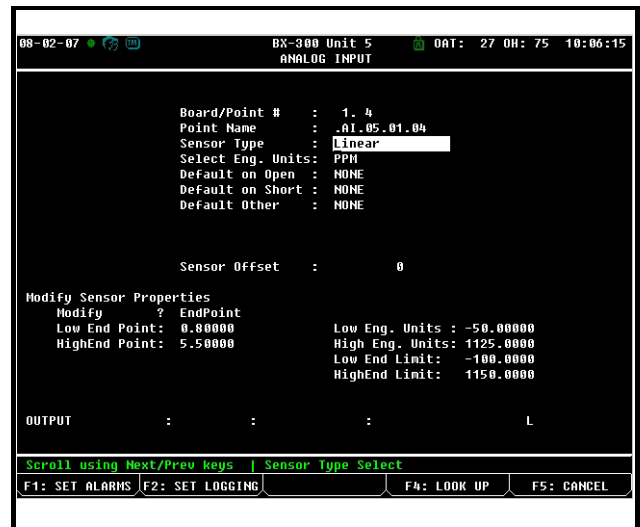 08-02-07 BX-300 Unit 5 OAT: 27 OH: 75 10:06:15
ANALOG INPUT
Board/Point # : 1. 4
Point Name : .AI.05.01.04
Sensor Type : Linear
Select Eng. Units: PPM
Default on Open : NONE
Default on Short : NONE
Default Other : NONE
Sensor Offset : 0
Modify Sensor Properties
Modify ? EndPoint
Low End Point: 0.80000 Low Eng. Units : -50.00000
HighEnd Point: 5.50000 High Eng. Units: 1125.0000
Low End Limit: -100.0000
HighEnd Limit: 1150.0000
OUTPUT : : : L
Scroll using Next/Prev keys | Sensor Type Select
F1: SET ALARMS F2: SET LOGGING F4: LOOK UP F5: CANCEL